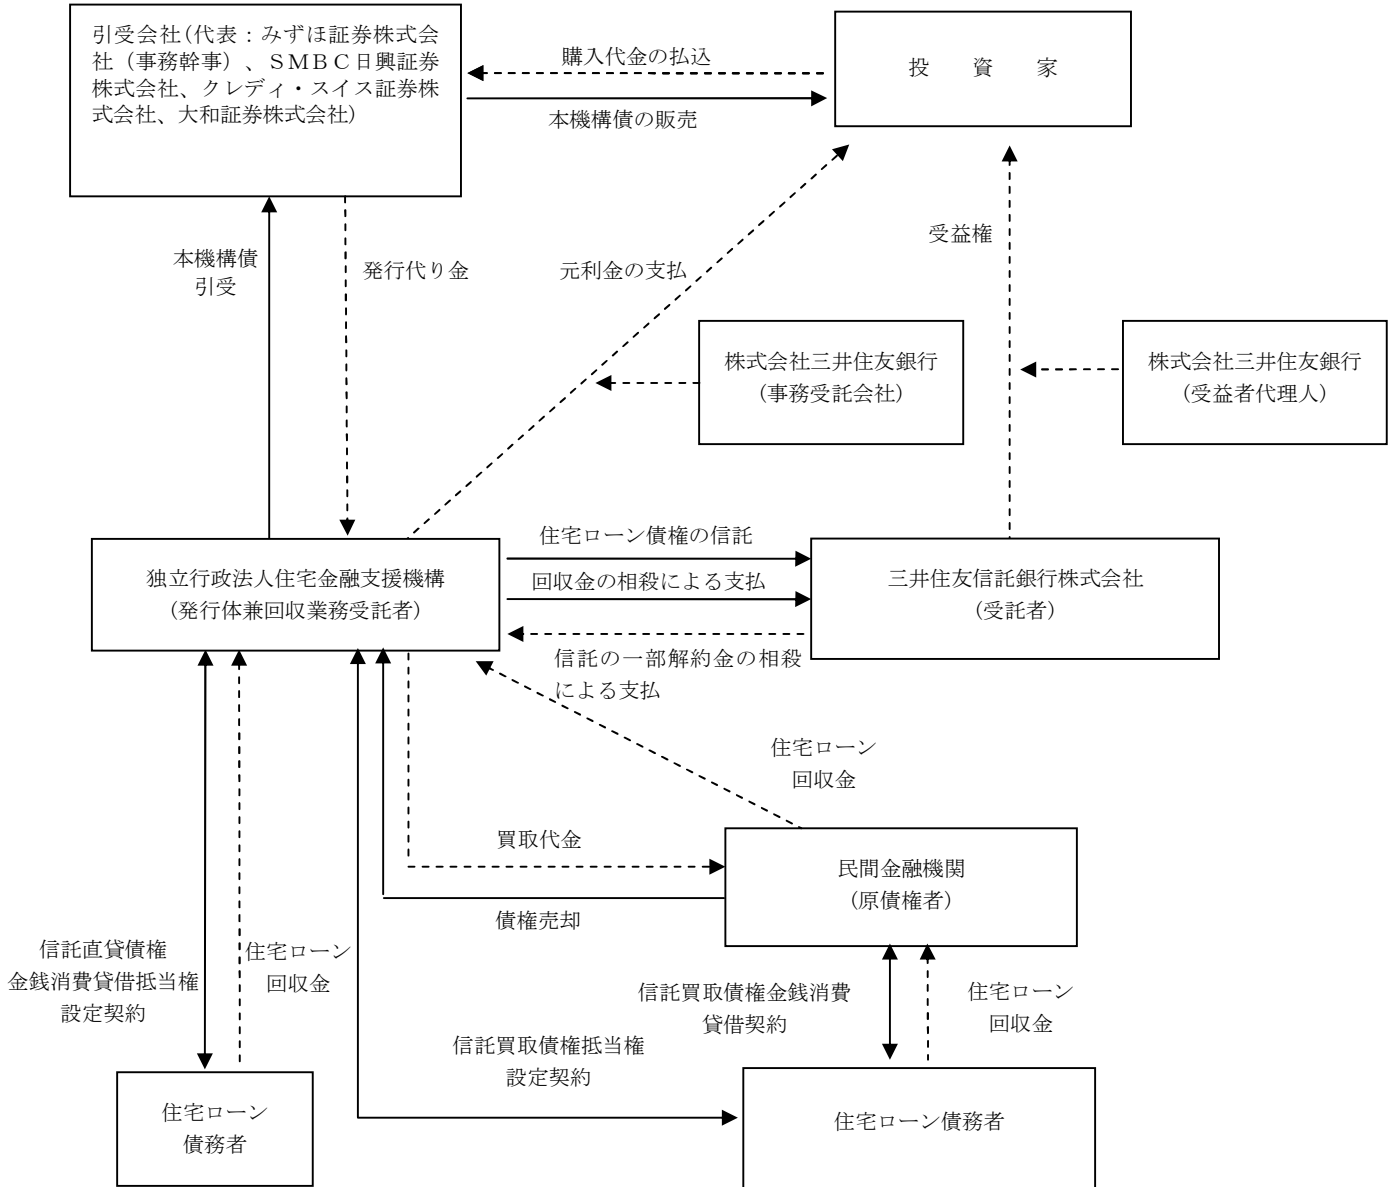 引受会社(代表：みずほ証券株式会
社（事務幹事）、ＳＭＢＣ日興証券
株式会社、クレディ・スイス証券株
式会社、大和証券株式会社)
購入代金の払込
投　資　家
本機構債の販売
本機構債
引受
発行代り金
元利金の支払
受益権
株式会社三井住友銀行
（事務受託会社）
株式会社三井住友銀行
（受益者代理人）
独立行政法人住宅金融支援機構
（発行体兼回収業務受託者）
住宅ローン債権の信託
回収金の相殺による支払
信託の一部解約金の相殺
による支払
三井住友信託銀行株式会社
（受託者）
住宅ローン
回収金
買取代金
民間金融機関
（原債権者）
債権売却
信託直貸債権
金銭消費貸借抵当権
設定契約
住宅ローン
回収金
信託買取債権金銭消費
貸借契約
住宅ローン
回収金
信託買取債権抵当権
設定契約
住宅ローン
債務者
住宅ローン債務者